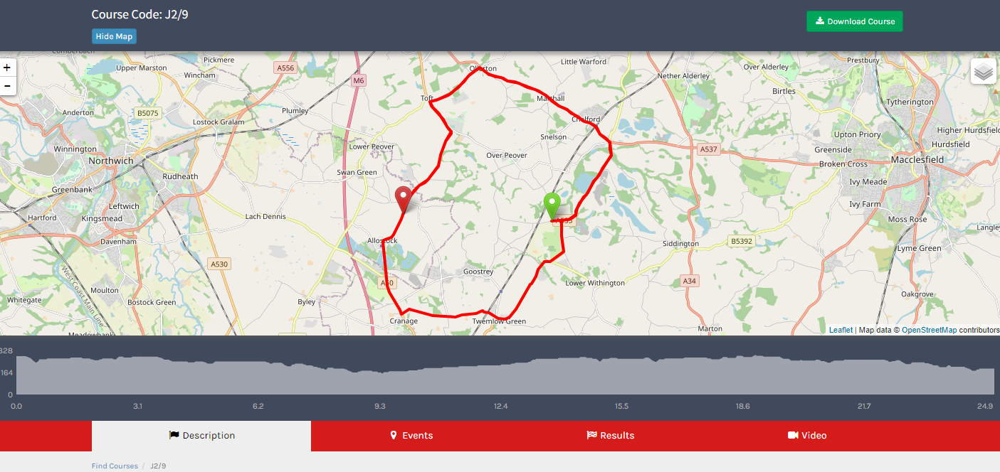 Course Code: J2/9
Download Course
Hide Map
+
−
Pickmere
Upper Marston
A556
Wincham
M6
Little Warford
Over Alderley
Prestbury
Nether Alderley
Birtles
Toft
Tytherington
Anderton
B5075
Plumley
Lostock Gralam
Chelford
Snelson
Upton Priory
Higher Hurdsfield
Hurdsfield
Winnington
Lower Peover
Over Peover
A537
Greenside
Northwich
Broken Cross
Macclesfield
Swan Green
Rudheath
Ivy Meade
Greenbank
Leftwich
Ivy Farm
Hartford
Kingsmead
Lach Dennis
Moss Rose
Davenham
Allostock
Siddington
B5392
Lyme Green
A530
Goostrey
A50
Lower Withington
A34
West Coast Main Line
Moulton
Oakgrove
Whitegate
Bostock Green
Byley
Cranage
Twemlow Green
Marton
Leaflet | Map data © OpenStreetMap contributors
328
164
0
0.0 3.1 6.2 9.3 12.4 15.5 18.6 21.7 24.9
Description Events Results Video
Find Courses / J2/9